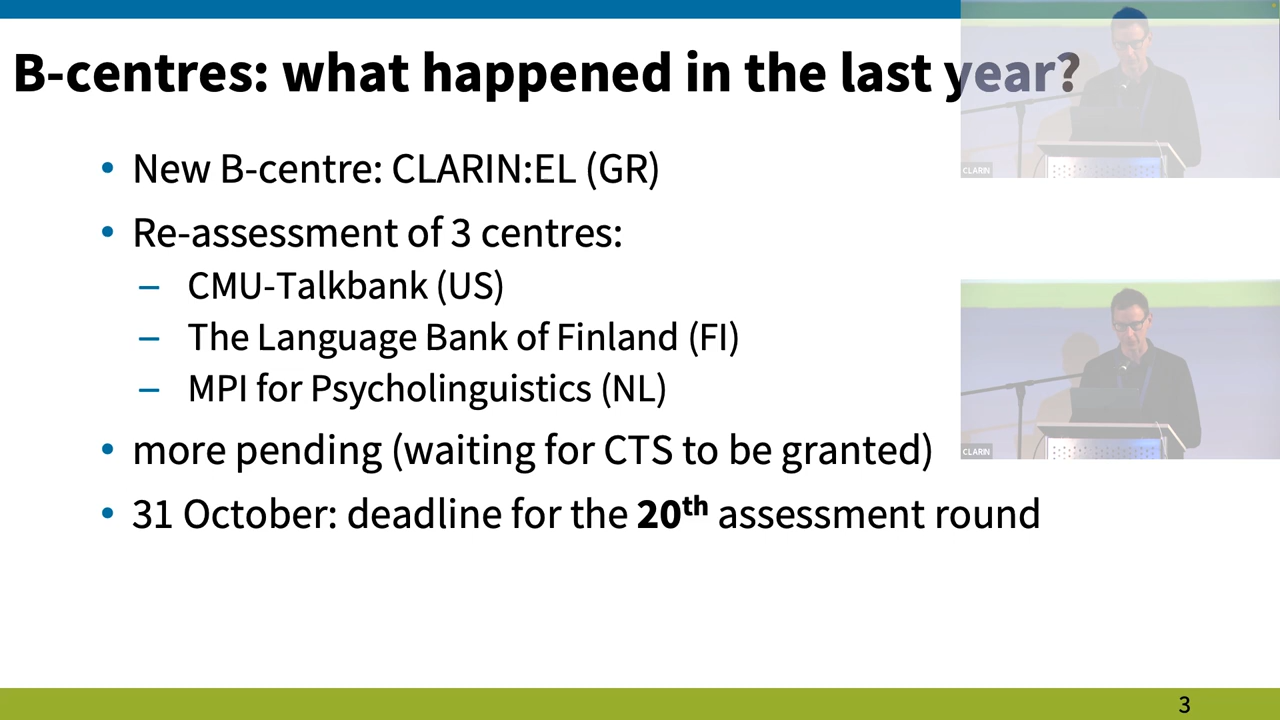 B-centres: what happened in the last year?
• New B-centre: CLARIN:EL (GR)
• Re-assessment of 3 centres:
– CMU-Talkbank (US)
– The Language Bank of Finland (FI)
– MPI for Psycholinguistics (NL)
• more pending (waiting for CTS to be granted)
• 31 October: deadline for the 20th assessment round
CLARIN
CLARIN
3